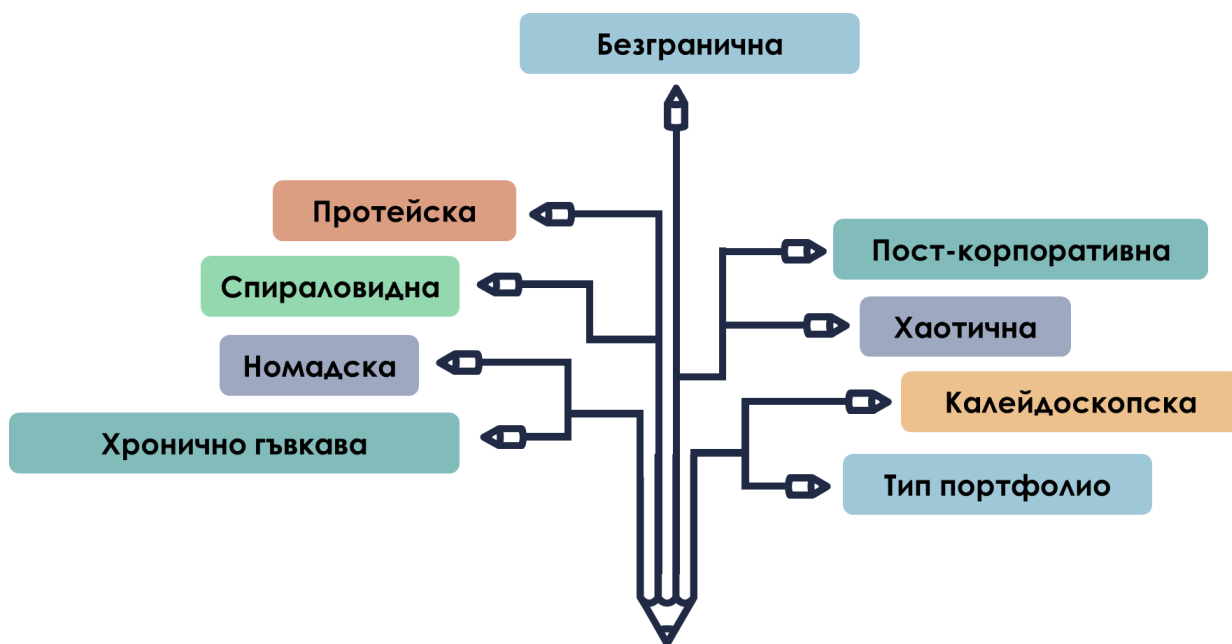 Безгранична
Протейска
Спираловидна
Номадска
Хронично гъвкава
Пост-корпоративна
Хаотична
Калейдоскопска
Тип портфолио